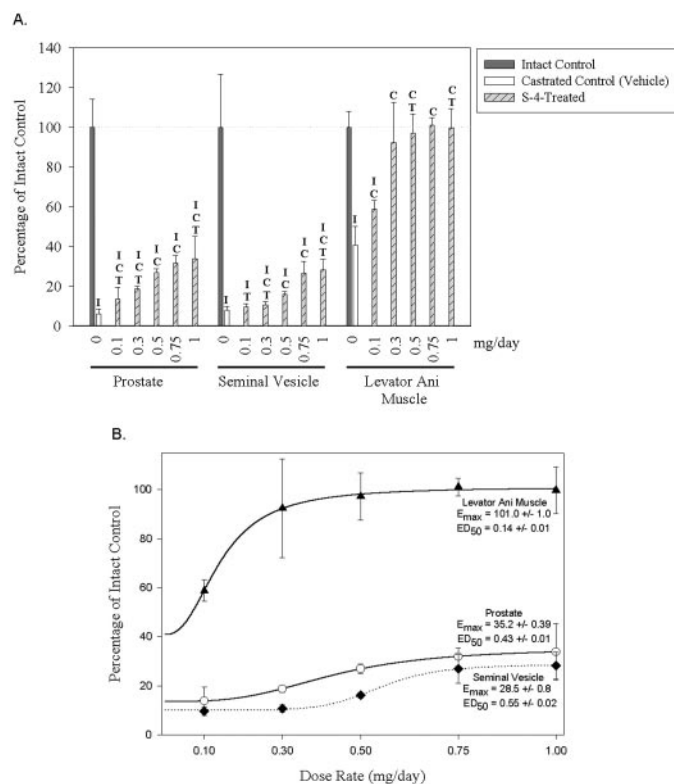 A.
Percentage of Intact Control
140
120
100
80
60
40
20
0
Intact Control
Castrated Control (Vehicle)
S-4-Treated
I
I
C
T
I
C
T
I
C
I
C
I
C
T
I
I
T
I
C
T
I
C
I
C
I
C
T
I
I
C
C
C
T
C
C
T
0 0.1 0.3 0.5 0.75 1
0 0.1 0.3 0.5 0.75 1
0 0.1 0.3 0.5 0.75 1
mg/day
Prostate
Seminal Vesicle
Levator Ani
Muscle
B.
Percentage of Intact Control
100
80
60
40
20
0
Levator Ani Muscle
Emax = 101.0 +/- 1.0
ED50 = 0.14 +/- 0.01
Prostate
Emax = 35.2 +/- 0.39
ED50 = 0.43 +/- 0.01
Seminal Vesicle
Emax = 28.5 +/- 0.8
ED50 = 0.55 +/- 0.02
0.10 0.30 0.50 0.75 1.00
Dose Rate (mg/day)